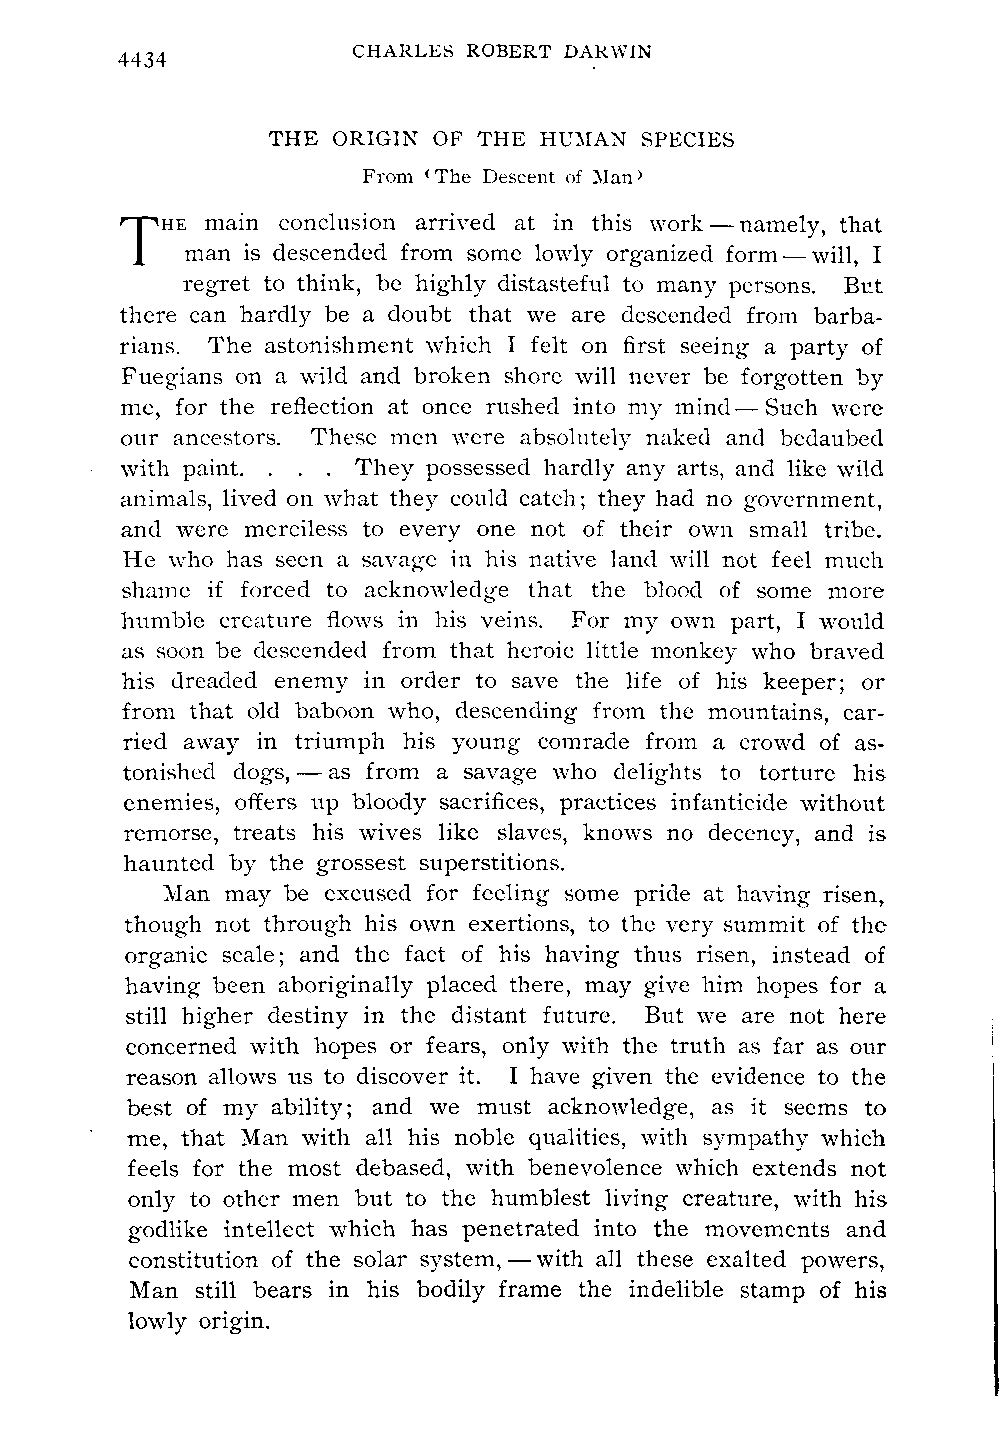 4434
CHARLES ROBERT DARWIN
THE ORIGIN OF THE HUMAN SPECIES
From ‘The Descent of Man’
THE main conclusion arrived at in this work — namely, that
man is descended from some lowly organized form — will, I
regret to think, be highly distasteful to many persons. But
there can hardly be a doubt that we are descended from barba-
rians. The astonishment which I felt on first seeing a party of
Fuegians on a wild and broken shore will never be forgotten by
me, for the reflection at once rushed into my mind — Such were
our ancestors. These men were absolutely naked and bedaubed
with paint. . . . They possessed hardly any arts, and like wild
animals, lived on what they could catch; they had no government,
and were merciless to every one not of their own small tribe.
He who has seen a savage in his native land will not feel much
shame if forced to acknowledge that the blood of some more
humble creature flows in his veins. For my own part, I would
as soon be descended from that heroic little monkey who braved
his dreaded enemy in order to save the life of his keeper; or
from that old baboon who, descending from the mountains, car-
ried away in triumph his young comrade from a crowd of as-
tonished dogs, — as from a savage who delights to torture his
enemies, offers up bloody sacrifices, practices infanticide without
remorse, treats his wives like slaves, knows no decency, and is
haunted by the grossest superstitions.
Man may be excused for feeling some pride at having risen,
though not through his own exertions, to the very summit of the
organic scale; and the fact of his having thus risen, instead of
having been aboriginally placed there, may give him hopes for a
still higher destiny in the distant future. But we are not here
concerned with hopes or fears, only with the truth as far as our
reason allows us to discover it. I have given the evidence to the
best of my ability; and we must acknowledge, as it seems to
me, that Man with all his noble qualities, with sympathy which
feels for the most debased, with benevolence which extends not
only to other men but to the humblest living creature, with his
godlike intellect which has penetrated into the movements and
constitution of the solar system, — with all these exalted powers,
Man still bears in his bodily frame the indelible stamp of his
lowly origin.